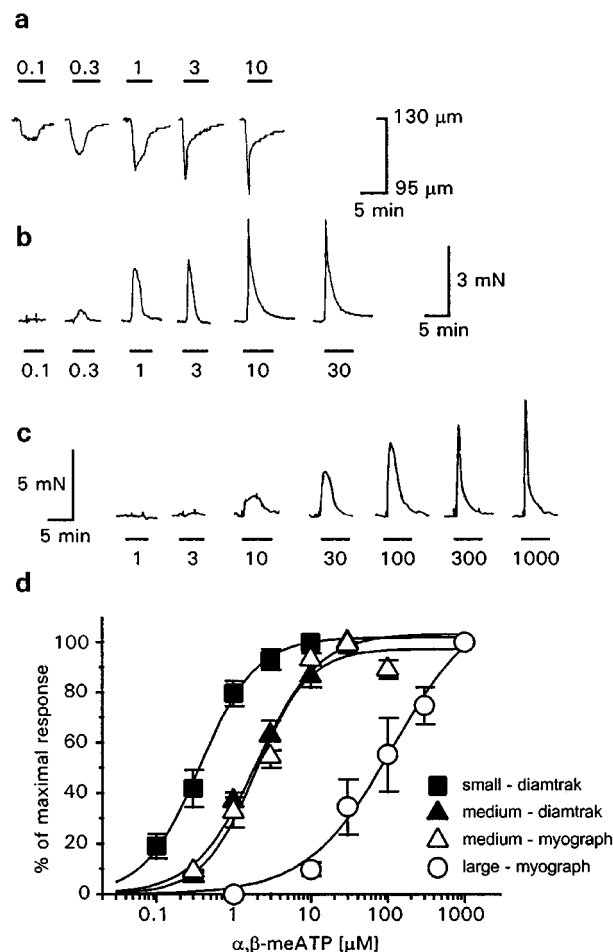 a
0.1 0.3 1 3 10
130 µm
95 µm
5 min
b
3 mN
5 min
0.1 0.3 1 3 10 30
c
5 mN
5 min
1 3 10 30 100 300 1000
d
% of maximal response
100
80
60
40
20
0
small - diamtrak
medium - diamtrak
medium - myograph
large - myograph
0.1 1 10 100 1000
α,β-meATP [µM]